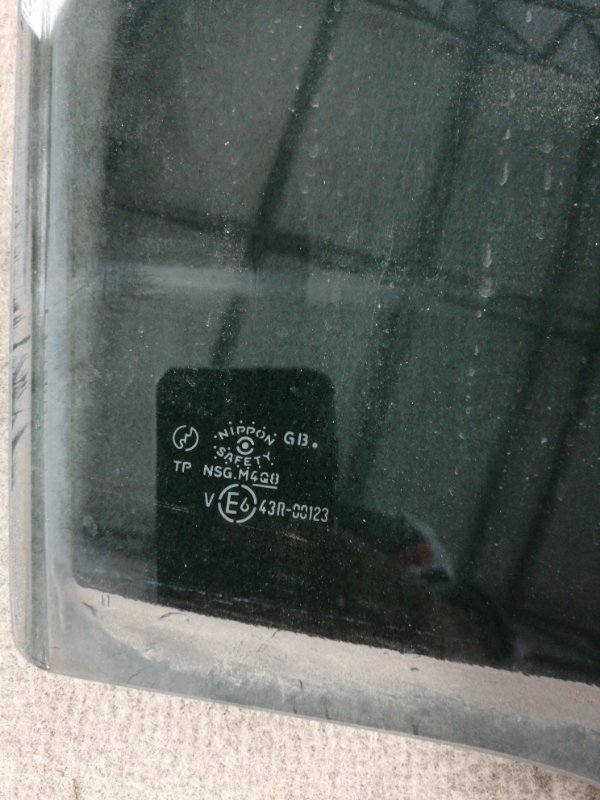 NIPPON GB.
SAFETY
TP NSG.M4Q8
V E6 43R-00123